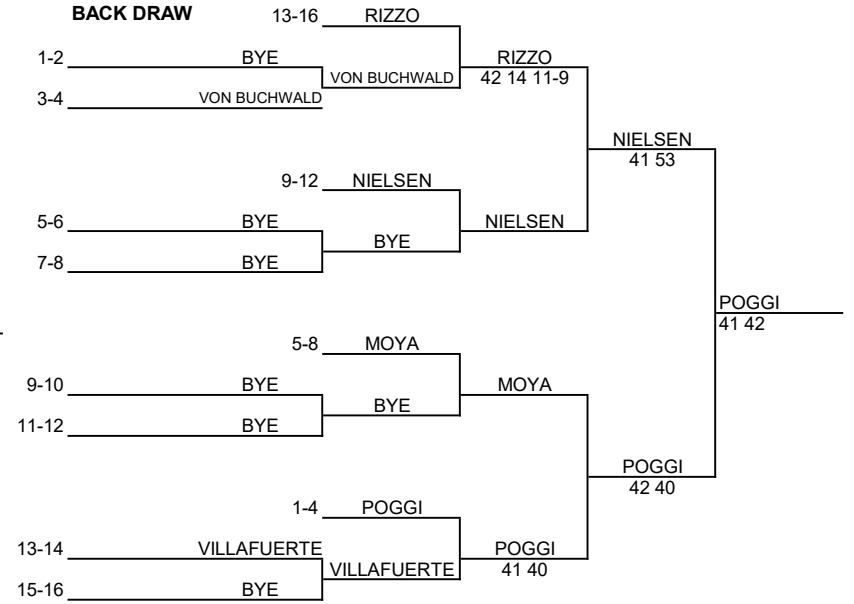 BACK DRAW
13-16 RIZZO
1-2 BYE RIZZO
VON BUCHWALD 42 14 11-9
3-4 VON BUCHWALD
NIELSEN
41 53
9-12 NIELSEN
5-6 BYE NIELSEN
BYE
7-8 BYE
POGGI
41 42
5-8 MOYA
9-10 BYE MOYA
BYE
11-12 BYE
POGGI
42 40
1-4 POGGI
13-14 VILLAFUERTE POGGI
VILLAFUERTE 41 40
15-16 BYE